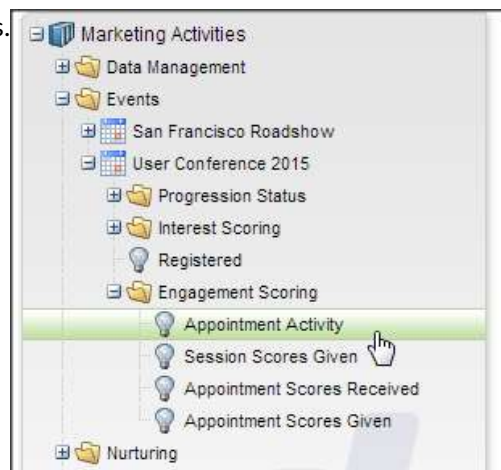 s.
Marketing Activities
Data Management
Events
San Francisco Roadshow
User Conference 2015
Progression Status
Interest Scoring
Registered
Engagement Scoring
Appointment Activity
Session Scores Given
Appointment Scores Received
Appointment Scores Given
Nurturing